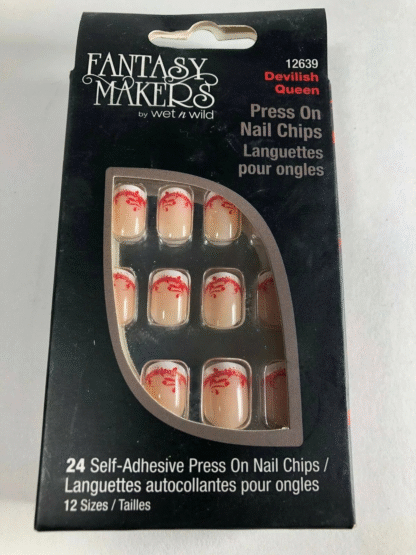 FANTASY
MAKERS
by wet n wild
12639
Devilish
Queen
Press On
Nail Chips
Languettes
pour ongles
24 Self-Adhesive Press On Nail Chips /
Languettes autocollantes pour ongles
12 Sizes / Tailles